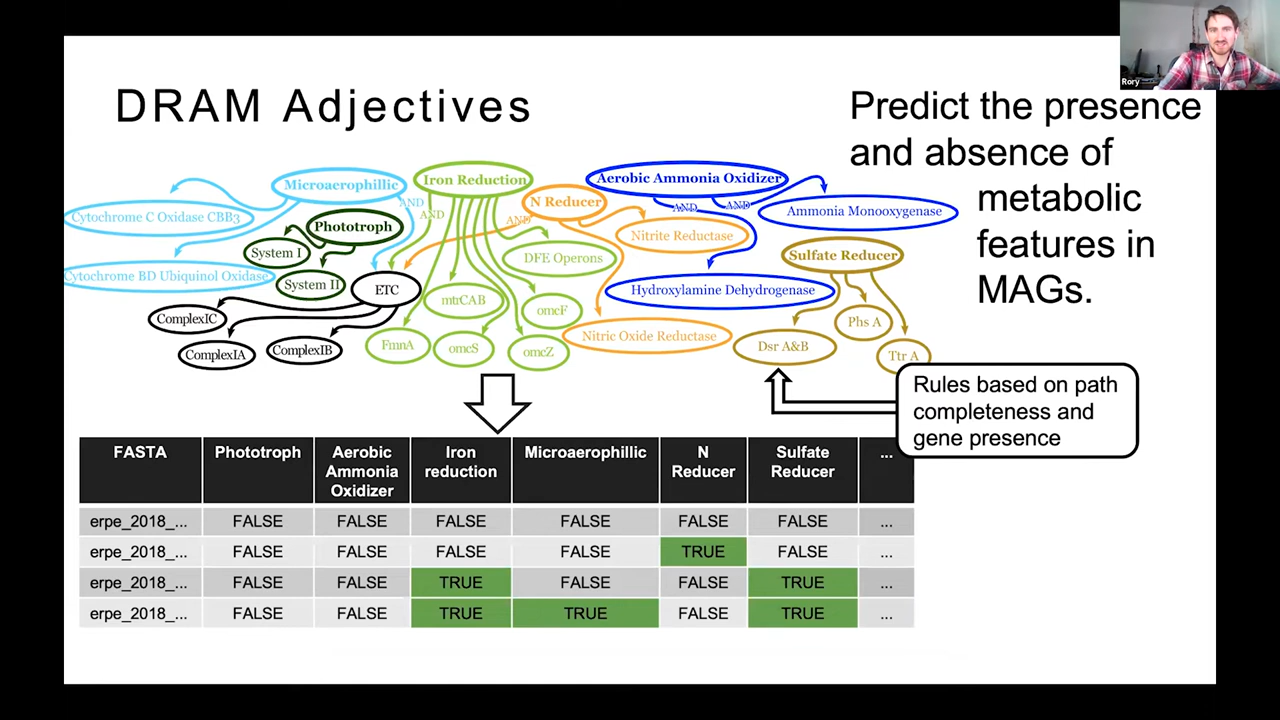 Rory
DRAM Adjectives
Predict the presence
and absence of
metabolic
features in
MAGs.
Microaerophillic
Iron Reduction
Aerobic Ammonia Oxidizer
AND
AND
N Reducer
AND
AND
AND
Cytochrome C Oxidase CBB3
Phototroph
Nitrite Reductase
Ammonia Monooxygenase
System I
DFE Operons
Sulfate Reducer
Cytochrome BD Ubiquinol Oxidase
System II
ETC
mtrCAB
Hydroxylamine Dehydrogenase
ComplexIC
omcF
Phs A
ComplexIA
ComplexIB
FmnA
omcS
omcZ
Nitric Oxide Reductase
Dsr A&B
Ttr A
Rules based on path
completeness and
gene presence
FASTA Phototroph Aerobic Ammonia Oxidizer Iron reduction Microaerophillic N Reducer Sulfate Reducer ...
erpe_2018_... FALSE FALSE FALSE FALSE FALSE FALSE ...
erpe_2018_... FALSE FALSE FALSE FALSE TRUE FALSE ...
erpe_2018_... FALSE FALSE TRUE FALSE FALSE TRUE ...
erpe_2018_... FALSE FALSE TRUE TRUE FALSE TRUE ...